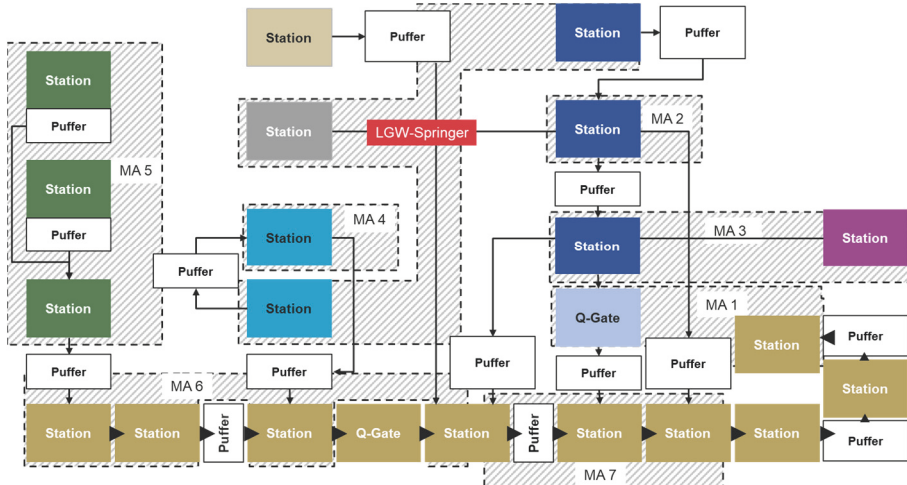 Station
Puffer
Station
Puffer
Station
Puffer
Station
LGW-Springer
Station
MA 2
Station
Puffer
MA 5
Puffer
MA 4
Station
Puffer
Station
MA 3
Station
Station
Puffer
Station
Q-Gate
MA 1
Puffer
Station
Puffer
Puffer
Puffer
Puffer
Puffer
Station
MA 6
Station
Station
Puffer
Station
Q-Gate
Station
Puffer
Station
Station
Station
Puffer
MA 7